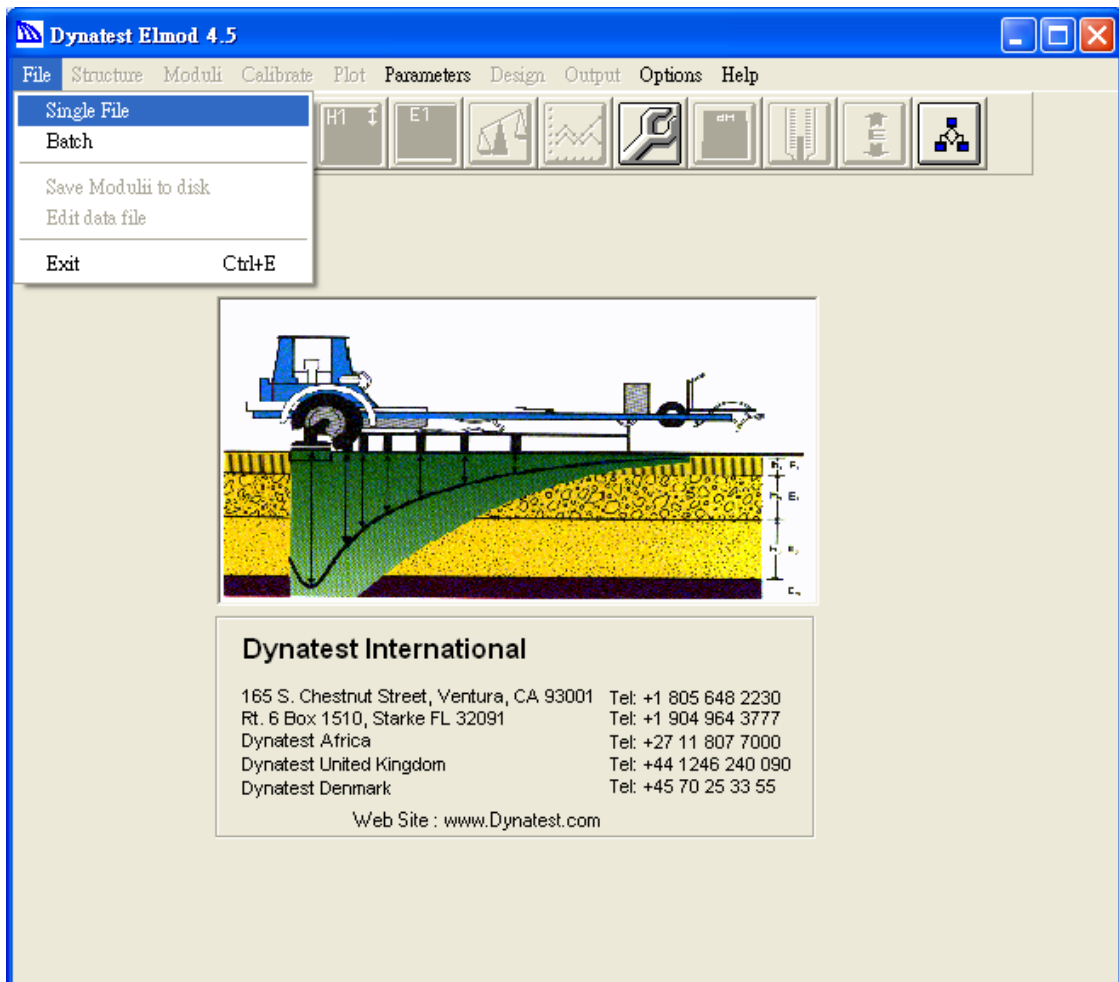 Dynatest Elmod 4.5
File Structure Moduli Calibrate Plot Parameters Design Output Options Help
Single File
Batch
Save Modulii to disk
Edit data file
Exit Ctrl+E
H1 E1
Dynatest International
165 S. Chestnut Street, Ventura, CA 93001 Tel: +1 805 648 2230
Rt. 6 Box 1510, Starke FL 32091 Tel: +1 904 964 3777
Dynatest Africa Tel: +27 11 807 7000
Dynatest United Kingdom Tel: +44 1246 240 090
Dynatest Denmark Tel: +45 70 25 33 55
Web Site : www.Dynatest.com